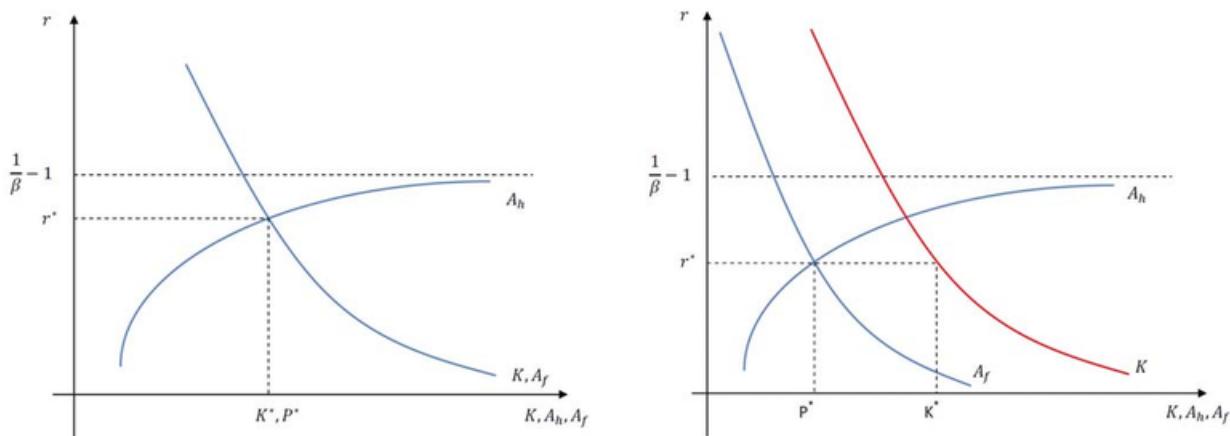 r
1/β − 1
r*
A_h
K, A_f
K*, P*
K, A_h, A_f
r
1/β − 1
A_h
r*
A_f
K
P*
K*
K, A_h, A_f